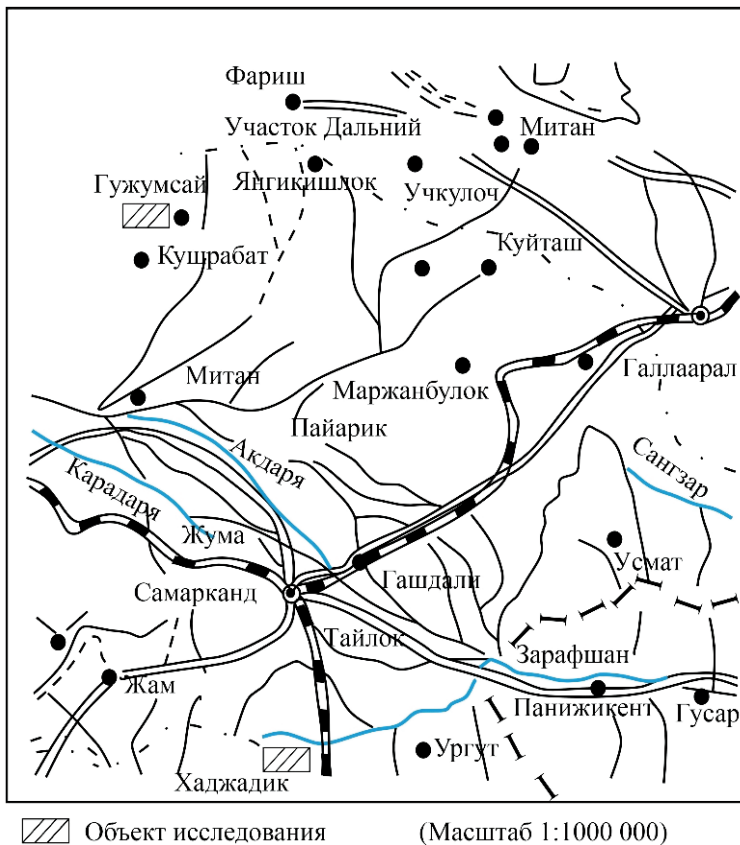 Фариш
Участок Дальний
Митан
Гужумсай
Янгикишлок
Учкулоч
Кушрабат
Куйташ
Митан
Маржанбулок
Галлаарал
Пайарик
Акдаря
Карадаря
Сангзар
Жума
Усмат
Гашдали
Самарканд
Тайлок
Зарафшан
Жам
Панижикент
Гусар
Ургут
Хаджадик
Объект исследования (Масштаб 1:1000 000)